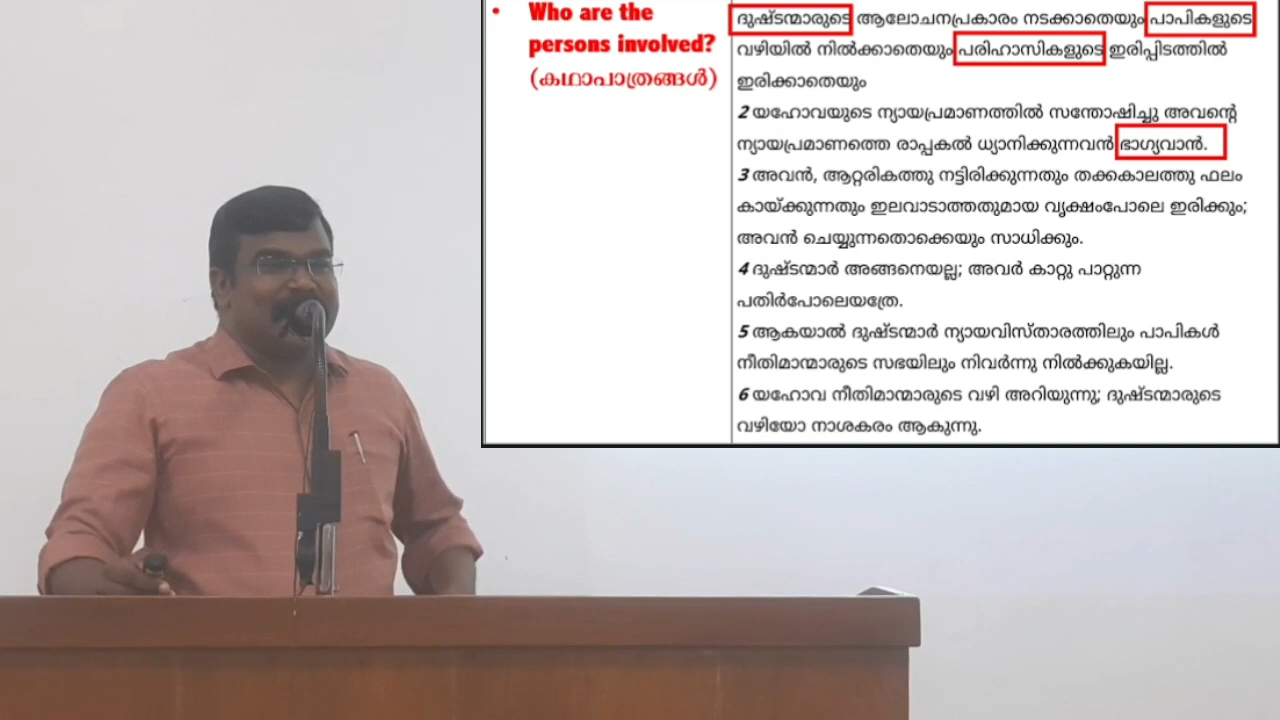 • Who are the
persons involved?
(കഥാപാത്രങ്ങൾ)
ദുഷ്ടന്മാരുടെ ആലോചനപ്രകാരം നടക്കാതെയും പാപികളുടെ
വഴിയിൽ നിൽക്കാതെയും പരിഹാസികളുടെ ഇരിപ്പിടത്തിൽ
ഇരിക്കാതെയും
2 യഹോവയുടെ ന്യായപ്രമാണത്തിൽ സന്തോഷിച്ചു അവന്റെ
ന്യായപ്രമാണത്തെ രാപ്പകൽ ധ്യാനിക്കുന്നവൻ ഭാഗ്യവാൻ.
3 അവൻ, ആറ്റരികത്തു നട്ടിരിക്കുന്നതും തക്കകാലത്തു ഫലം
കായ്ക്കുന്നതും ഇലവാടാത്തതുമായ വൃക്ഷംപോലെ ഇരിക്കും;
അവൻ ചെയ്യുന്നതൊക്കെയും സാധിക്കും.
4 ദുഷ്ടന്മാർ അങ്ങനെയല്ല; അവർ കാറ്റു പാറ്റുന്ന
പതിർപോലെയത്രേ.
5 ആകയാൽ ദുഷ്ടന്മാർ ന്യായവിസ്താരത്തിലും പാപികൾ
നീതിമാന്മാരുടെ സഭയിലും നിവർന്നു നിൽക്കുകയില്ല.
6 യഹോവ നീതിമാന്മാരുടെ വഴി അറിയുന്നു; ദുഷ്ടന്മാരുടെ
വഴിയോ നാശകരം ആകുന്നു.